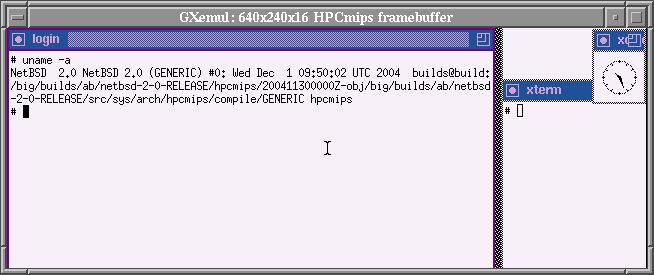 GXemul: 640x240x16 HPCmips framebuffer
login
# uname -a
NetBSD  2.0 NetBSD 2.0 (GENERIC) #0: Wed Dec  1 09:50:02 UTC 2004  builds@build:
/big/builds/ab/netbsd-2-0-RELEASE/hpcmips/200411300000Z-obj/big/builds/ab/netbsd
-2-0-RELEASE/src/sys/arch/hpcmips/compile/GENERIC hpcmips
#
xterm
#